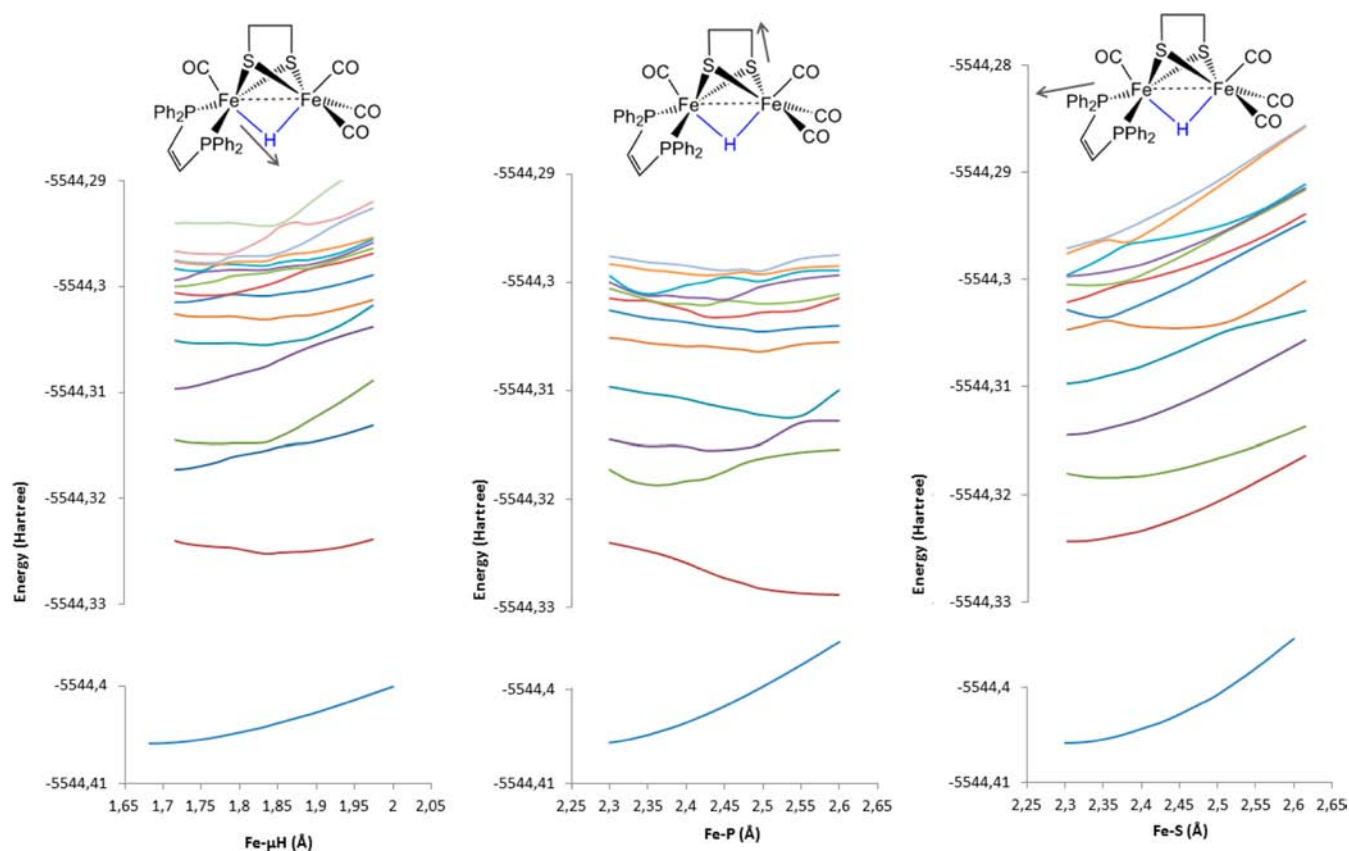 S S
OC CO
Fe Fe
Ph2P CO
H CO
PPh2
-5544,29
-5544,3
-5544,31
-5544,32
-5544,33
-5544,4
-5544,41
Energy (Hartree)
1,65 1,7 1,75 1,8 1,85 1,9 1,95 2 2,05
Fe-μH (Å)
S S
OC CO
Fe Fe
Ph2P CO
CO
PPh2 H
-5544,29
-5544,3
-5544,31
-5544,32
-5544,33
-5544,4
-5544,41
Energy (Hartree)
2,25 2,3 2,35 2,4 2,45 2,5 2,55 2,6 2,65
Fe-P (Å)
S S
OC CO
Fe Fe
Ph2P CO
H CO
PPh2
-5544,28
-5544,29
-5544,3
-5544,31
-5544,32
-5544,33
-5544,4
-5544,41
Energy (Hartree)
2,25 2,3 2,35 2,4 2,45 2,5 2,55 2,6 2,65
Fe-S (Å)